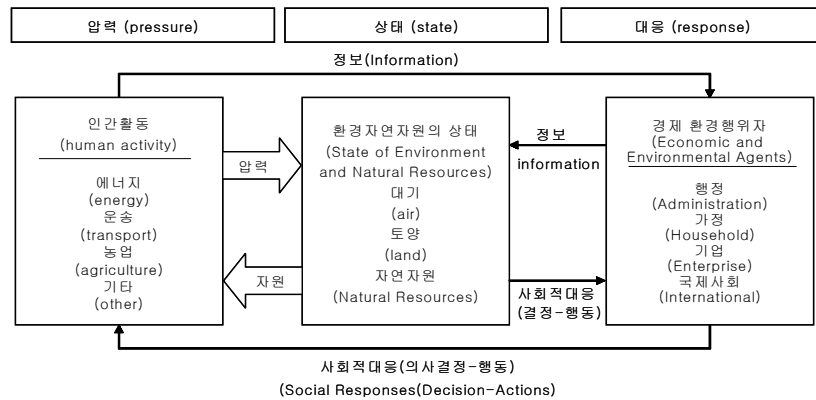 압력 (pressure)
상태 (state)
대응 (response)
정보(Information)
인간활동
(human activity)
에너지
(energy)
운송
(transport)
농업
(agriculture)
기타
(other)
압력
자원
환경자연자원의 상태
(State of Environment
and Natural Resources)
대기
(air)
토양
(land)
자연자원
(Natural Resources)
정보
information
사회적대응
(결정-행동)
경제 환경행위자
(Economic and
Environmental Agents)
행정
(Administration)
가정
(Household)
기업
(Enterprise)
국제사회
(International)
사회적대응(의사결정-행동)
(Social Responses(Decision-Actions)